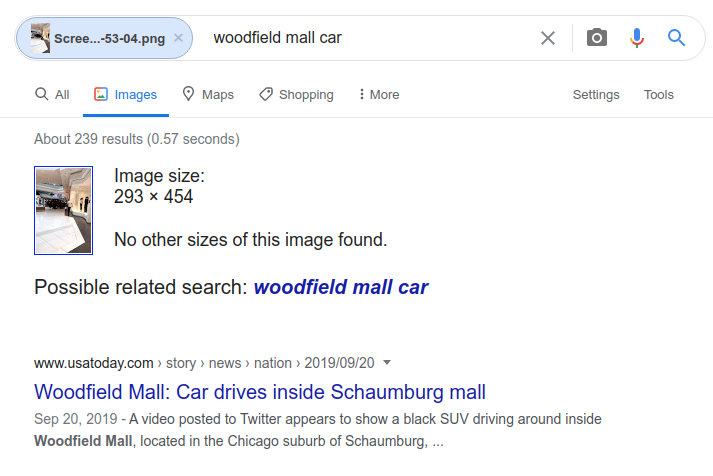 Scree...-53-04.png × woodfield mall car
All Images Maps Shopping More Settings Tools
About 239 results (0.57 seconds)
Image size:
293 × 454
No other sizes of this image found.
Possible related search: woodfield mall car
www.usatoday.com › story › news › nation › 2019/09/20
Woodfield Mall: Car drives inside Schaumburg mall
Sep 20, 2019 - A video posted to Twitter appears to show a black SUV driving around inside
Woodfield Mall, located in the Chicago suburb of Schaumburg, ...